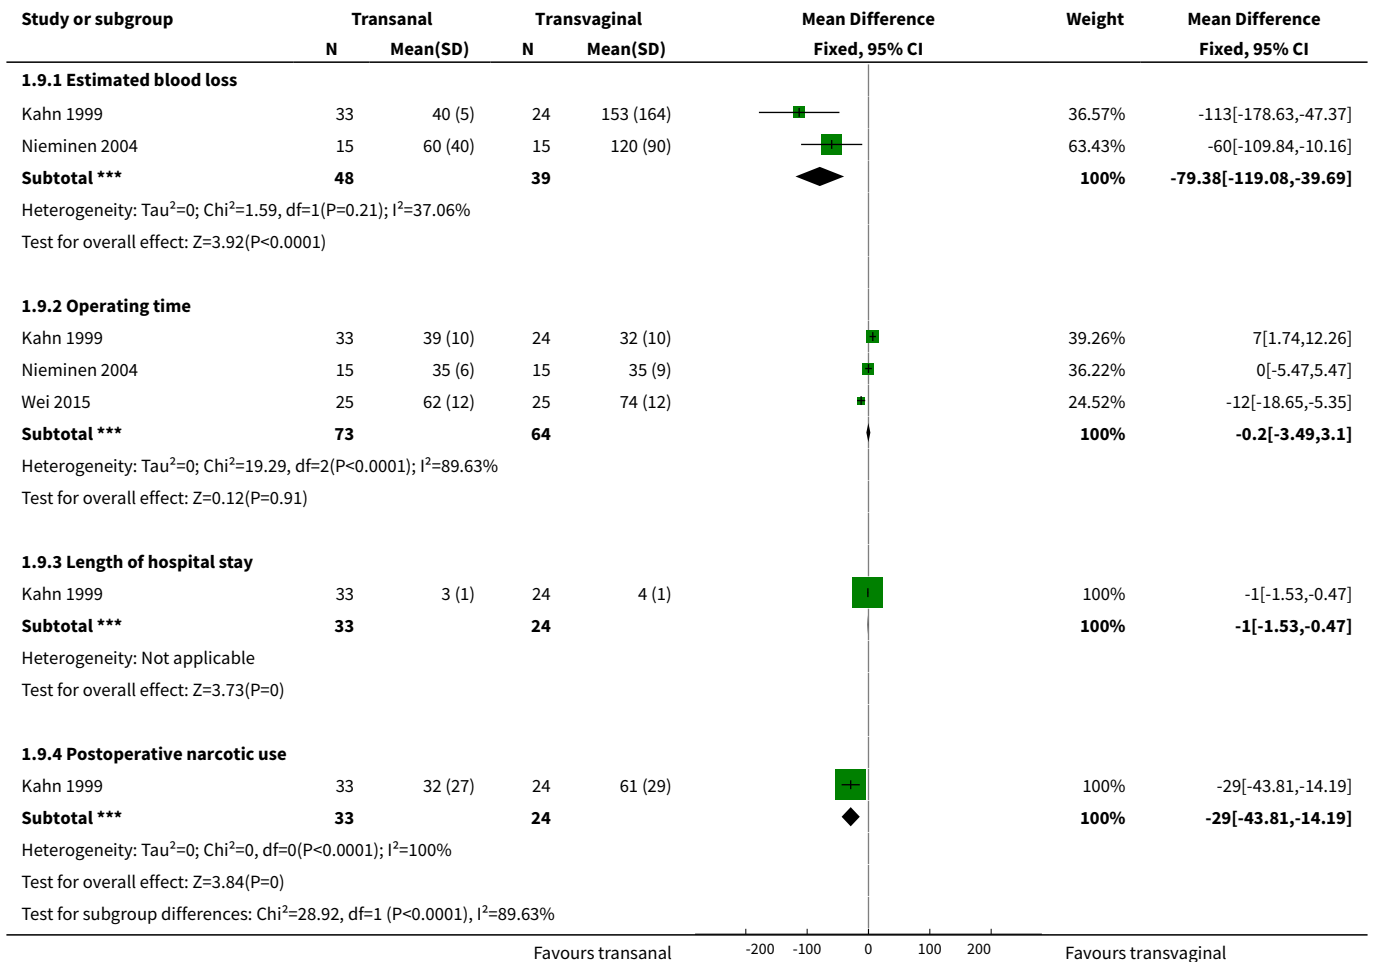 Study or subgroup Transanal Transvaginal Mean Difference Weight Mean Difference
N Mean(SD) N Mean(SD) Fixed, 95% CI Fixed, 95% CI
1.9.1 Estimated blood loss
Kahn 1999 33 40 (5) 24 153 (164) 36.57% -113[-178.63,-47.37]
Nieminen 2004 15 60 (40) 15 120 (90) 63.43% -60[-109.84,-10.16]
Subtotal *** 48 39 100% -79.38[-119.08,-39.69]
Heterogeneity: Tau²=0; Chi²=1.59, df=1(P=0.21); I²=37.06%
Test for overall effect: Z=3.92(P<0.0001)
1.9.2 Operating time
Kahn 1999 33 39 (10) 24 32 (10) 39.26% 7[1.74,12.26]
Nieminen 2004 15 35 (6) 15 35 (9) 36.22% 0[-5.47,5.47]
Wei 2015 25 62 (12) 25 74 (12) 24.52% -12[-18.65,-5.35]
Subtotal *** 73 64 100% -0.2[-3.49,3.1]
Heterogeneity: Tau²=0; Chi²=19.29, df=2(P<0.0001); I²=89.63%
Test for overall effect: Z=0.12(P=0.91)
1.9.3 Length of hospital stay
Kahn 1999 33 3 (1) 24 4 (1) 100% -1[-1.53,-0.47]
Subtotal *** 33 24 100% -1[-1.53,-0.47]
Heterogeneity: Not applicable
Test for overall effect: Z=3.73(P=0)
1.9.4 Postoperative narcotic use
Kahn 1999 33 32 (27) 24 61 (29) 100% -29[-43.81,-14.19]
Subtotal *** 33 24 100% -29[-43.81,-14.19]
Heterogeneity: Tau²=0; Chi²=0, df=0(P<0.0001); I²=100%
Test for overall effect: Z=3.84(P=0)
Test for subgroup differences: Chi²=28.92, df=1 (P<0.0001), I²=89.63%
Favours transanal -200 -100 0 100 200 Favours transvaginal